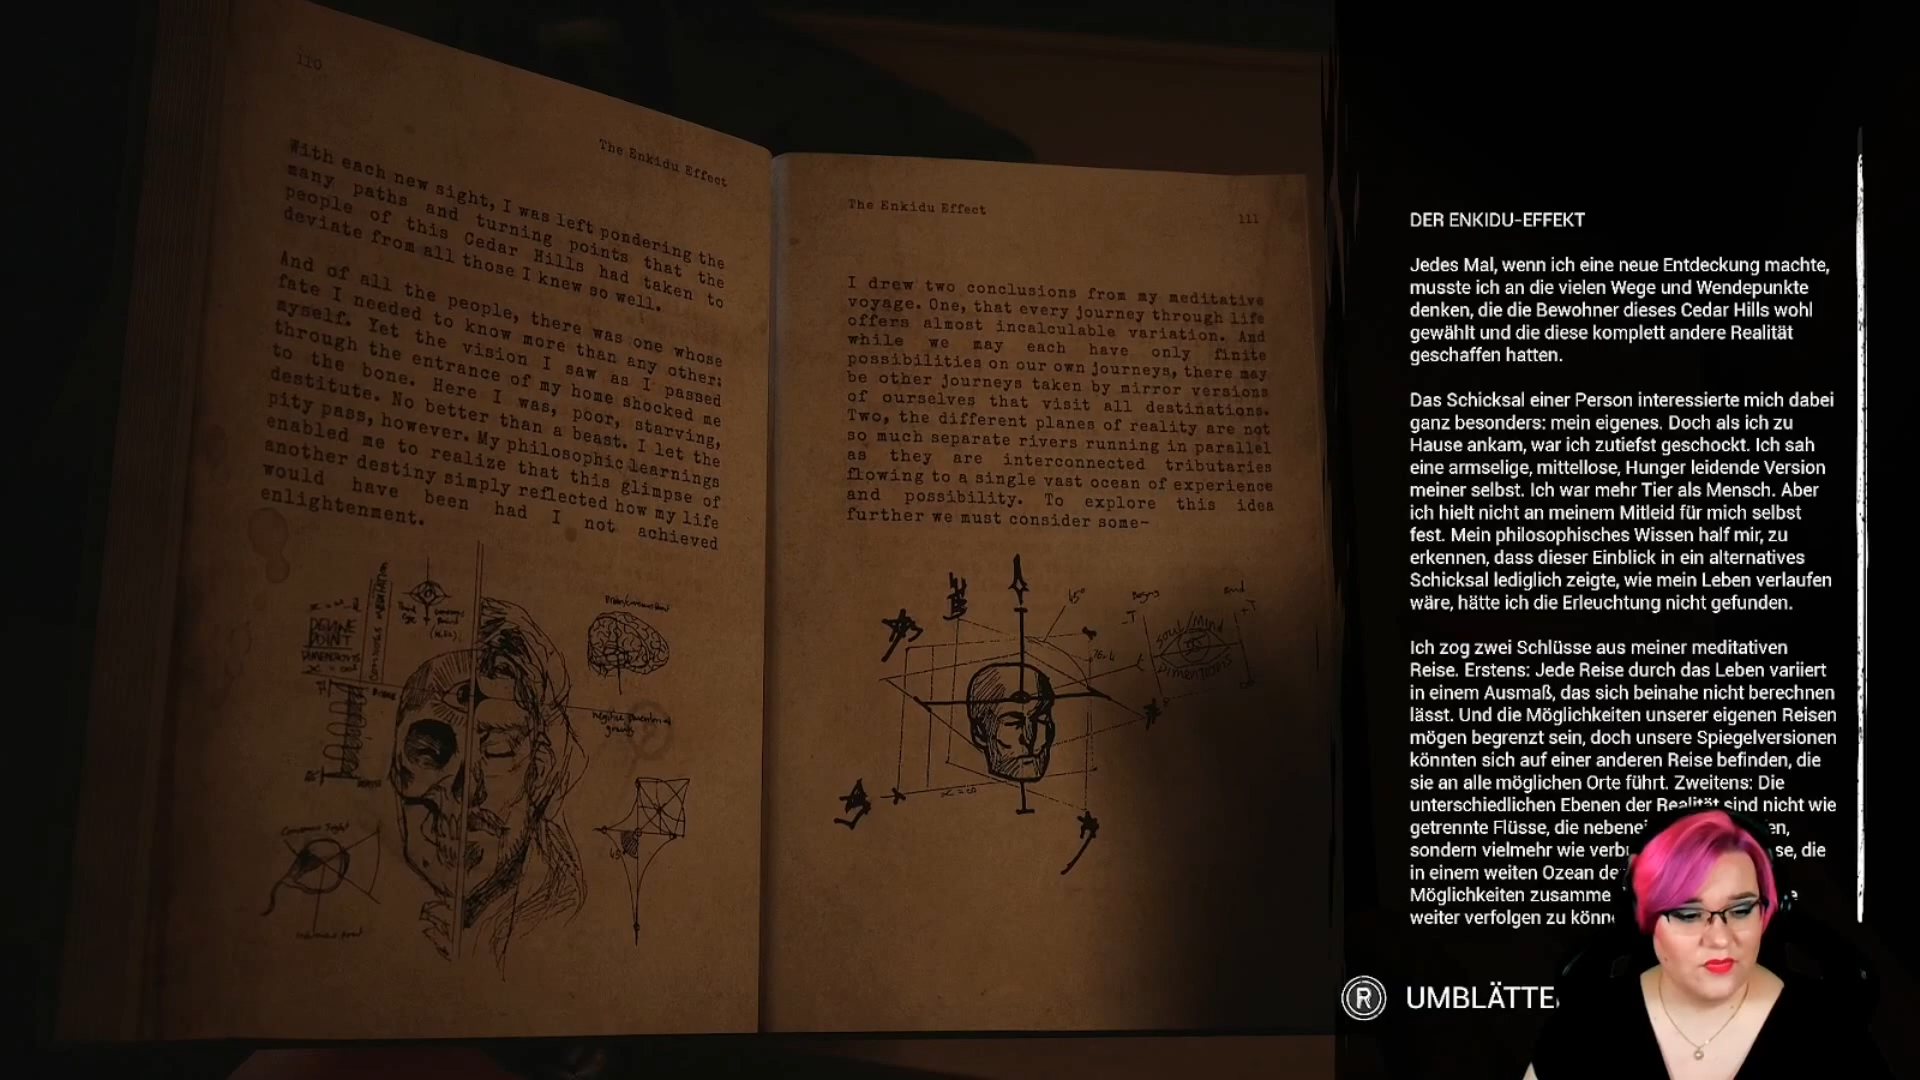 110
The Enkidu Effect
With each new sight, I was left pondering the
many paths and turning points that the
people of this Cedar Hills had taken to
deviate from all those I knew so well.
And of all the people, there was one whose
fate I needed to know more than any other:
myself. Yet the vision I saw as I passed
through the entrance of my home shocked me
to the bone. Here I was, poor, starving,
destitute. No better than a beast. I let the
pity pass, however. My philosophic learnings
enabled me to realize that this glimpse of
another destiny simply reflected how my life
would have been had I not achieved
enlightenment.
DEVINE
POINT
DIMENSIONS
The Enkidu Effect
111
I drew two conclusions from my meditative
voyage. One, that every journey through life
offers almost incalculable variation. And
while we may each have only finite
possibilities on our own journeys, there may
be other journeys taken by mirror versions
of ourselves that visit all destinations.
Two, the different planes of reality are not
so much separate rivers running in parallel
as they are interconnected tributaries
flowing to a single vast ocean of experience
and possibility. To explore this idea
further we must consider some-
45°
Begins
end
-T
+T
Soul/Mind
Dimensions
DER ENKIDU-EFFEKT
Jedes Mal, wenn ich eine neue Entdeckung machte,
musste ich an die vielen Wege und Wendepunkte
denken, die die Bewohner dieses Cedar Hills wohl
gewählt und die diese komplett andere Realität
geschaffen hatten.
Das Schicksal einer Person interessierte mich dabei
ganz besonders: mein eigenes. Doch als ich zu
Hause ankam, war ich zutiefst geschockt. Ich sah
eine armselige, mittellose, Hunger leidende Version
meiner selbst. Ich war mehr Tier als Mensch. Aber
ich hielt nicht an meinem Mitleid für mich selbst
fest. Mein philosophisches Wissen half mir, zu
erkennen, dass dieser Einblick in ein alternatives
Schicksal lediglich zeigte, wie mein Leben verlaufen
wäre, hätte ich die Erleuchtung nicht gefunden.
Ich zog zwei Schlüsse aus meiner meditativen
Reise. Erstens: Jede Reise durch das Leben variiert
in einem Ausmaß, das sich beinahe nicht berechnen
lässt. Und die Möglichkeiten unserer eigenen Reisen
mögen begrenzt sein, doch unsere Spiegelversionen
könnten sich auf einer anderen Reise befinden, die
sie an alle möglichen Orte führt. Zweitens: Die
unterschiedlichen Ebenen der Realität sind nicht wie
getrennte Flüsse, die
sondern vielmehr wie die
in einem weiten Ozean
Möglichkeiten
weiter verfolgen zu
R UMBLÄTTE